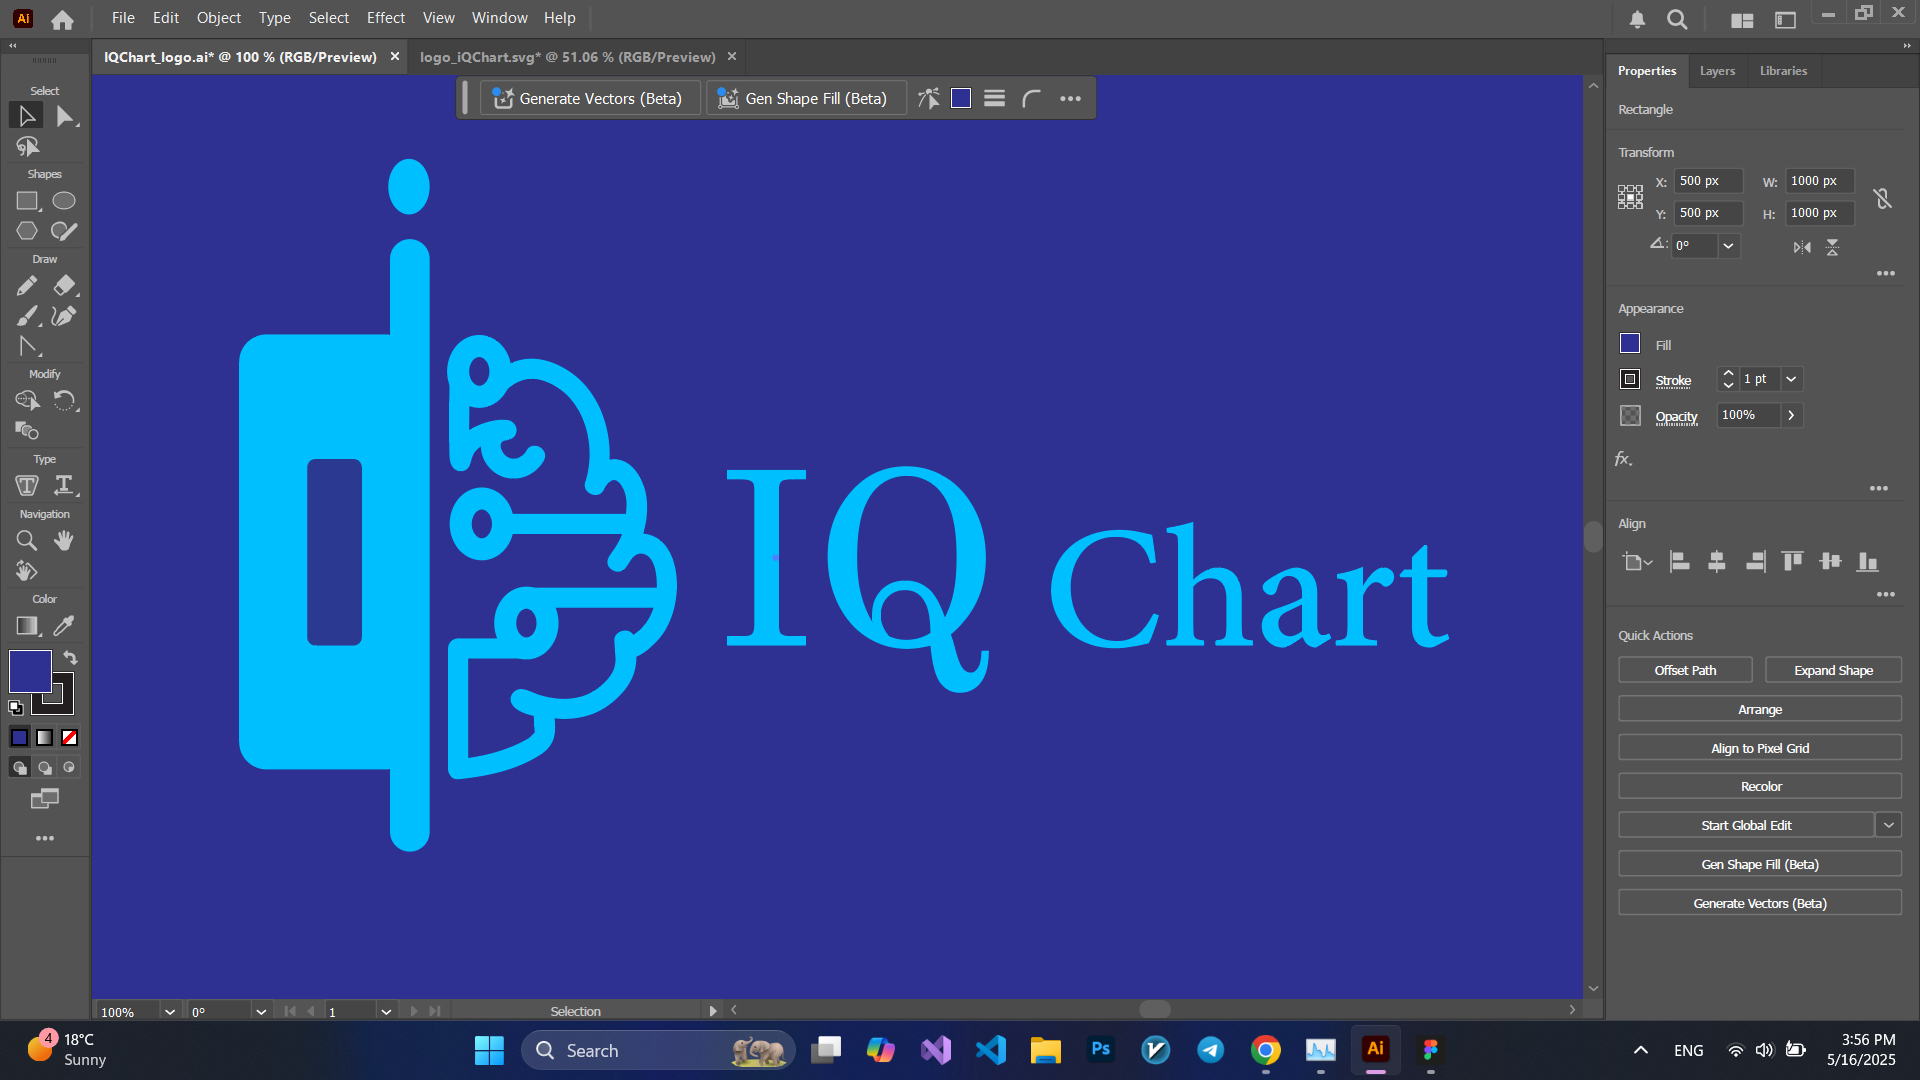 Ai File Edit Object Type Select Effect View Window Help
IQChart_logo.ai* @ 100 % (RGB/Preview) × logo_iQChart.svg* @ 51.06 % (RGB/Preview) ×
Generate Vectors (Beta) Gen Shape Fill (Beta)
Select
Shapes
Draw
Modify
Type
Navigation
Color
IQ Chart
Properties Layers Libraries
Rectangle
Transform
X: 500 px W: 1000 px
Y: 500 px H: 1000 px
0°
Appearance
Fill
Stroke 1 pt
Opacity 100%
fx.
Align
Quick Actions
Offset Path Expand Shape
Arrange
Align to Pixel Grid
Recolor
Start Global Edit
Gen Shape Fill (Beta)
Generate Vectors (Beta)
100% 0° 1 Selection
4 18°C
Sunny
Search
Ps
Ai
ENG
3:56 PM
5/16/2025